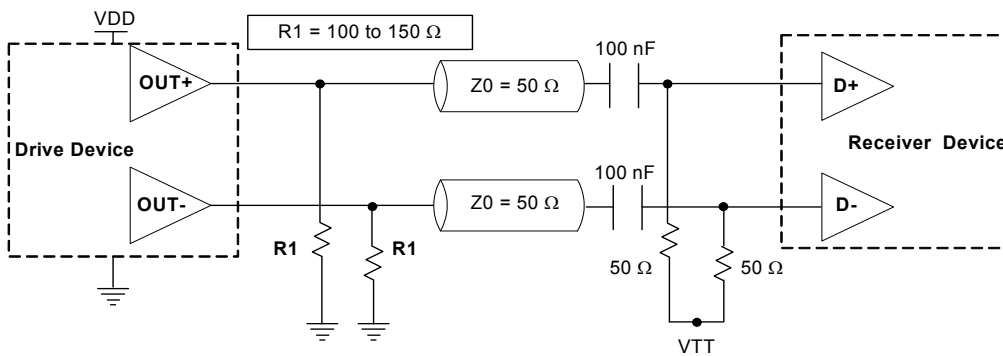 VDD
R1 = 100 to 150 Ω
100 nF
OUT+
Z0 = 50 Ω
D+
Drive Device
Receiver Device
100 nF
OUT-
Z0 = 50 Ω
D-
R1
R1
50 Ω
50 Ω
VTT